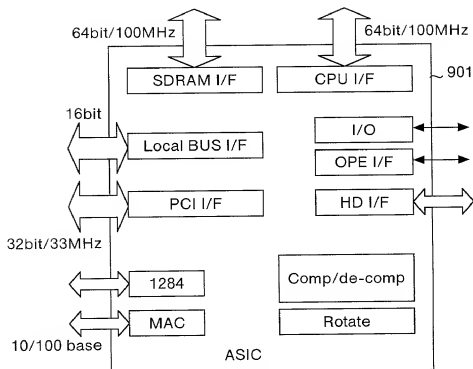 64bit/100MHz
64bit/100MHz
SDRAM I/F
CPU I/F
901
16bit
I/O
Local BUS I/F
OPE I/F
PCI I/F
HD I/F
32bit/33MHz
1284
Comp/de-comp
MAC
Rotate
10/100 base
ASIC